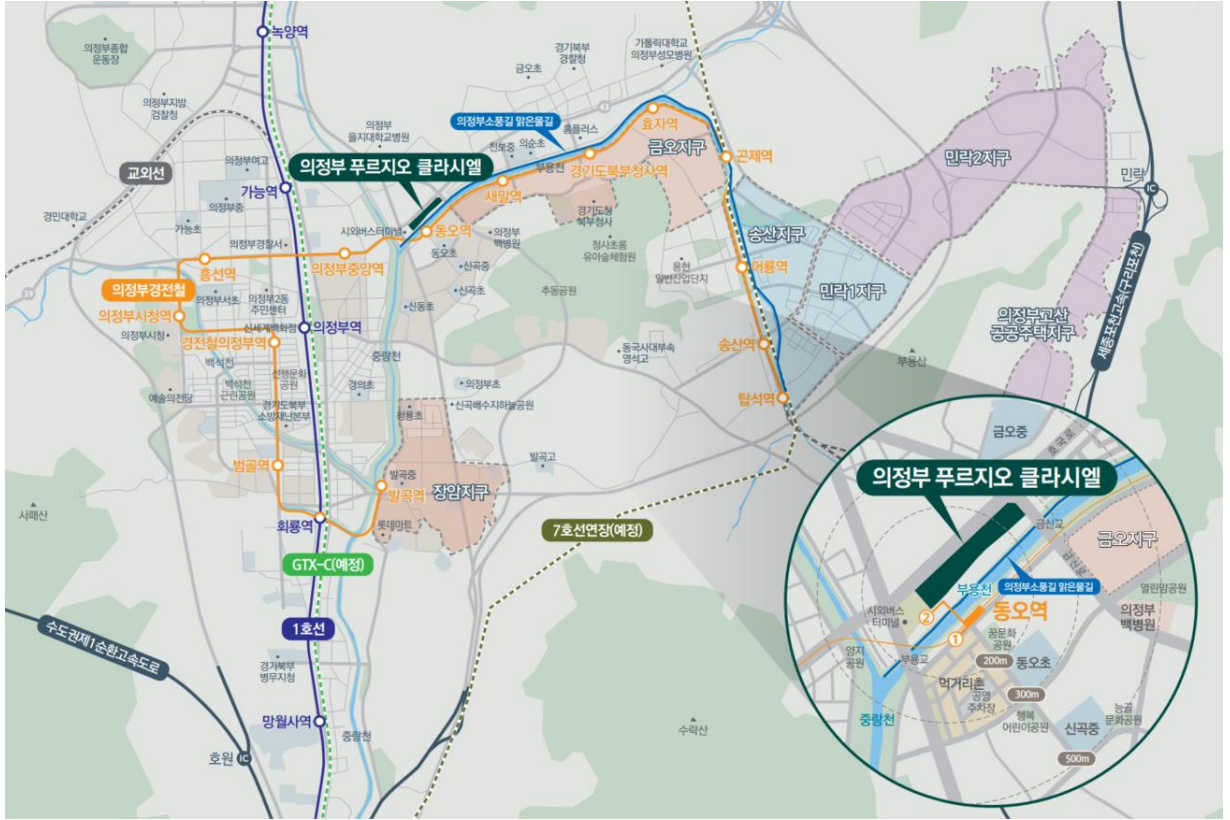 녹양역
의정부종합
운동장
의정부지방
검찰청
경기북부
경찰청
금오초
가톨릭대학교
의정부성모병원
의정부
을지대학교병원
의정부소풍길 맑은물길
홈플러스
천보중
의순초
부용천
효자역
금오지구
곤제역
경기도북부청사역
새말역
의정부 푸르지오 클라시엘
교외선
의정부여고
가능역
의정부중
경민대학교
가능초
의정부경찰서
시외버스터미널
동오역
동오초
의정부
백병원
경기도청
북부청사
청사초롱
유아숲체험원
용현
일반산업단지
추동공원
송산지구
어룡역
민락1지구
민락2지구
민락
IC
세종포천고속(구리포천)
의정부고산
공공주택지구
흥선역
의정부중앙역
신곡중
신곡초
신동초
의정부경전철
의정부시청역
의정부서초
의정부2동
주민센터
신세계백화점
의정부역
의정부시청
경전철의정부역
중랑천
동국사대부속
영석고
송산역
부용산
탑석역
백석천
백석천
근린공원
선행문화
공원
예술의전당
경기도북부
소방재난본부
경의초
의정부초
신곡배수지하늘공원
정룡초
범골역
발곡중
발곡역
장암지구
발곡고
사패산
회룡역
롯데마트
7호선연장(예정)
GTX-C(예정)
1호선
수도권제1순환고속도로
경기북부
병무지청
망월사역
중랑천
호원
IC
수락산
금오중
호국로
의정부 푸르지오 클라시엘
금신교
금신로
금오지구
의정부소풍길 맑은물길
부용천
열린땅공원
시외버스
터미널
②
①
동오역
의정부
백병원
꿈문화
공원
양지
공원
부용교
200m
동오초
먹거리촌
공영
주차장
300m
중랑천
행복
어린이공원
신곡중
능골
문화공원
500m